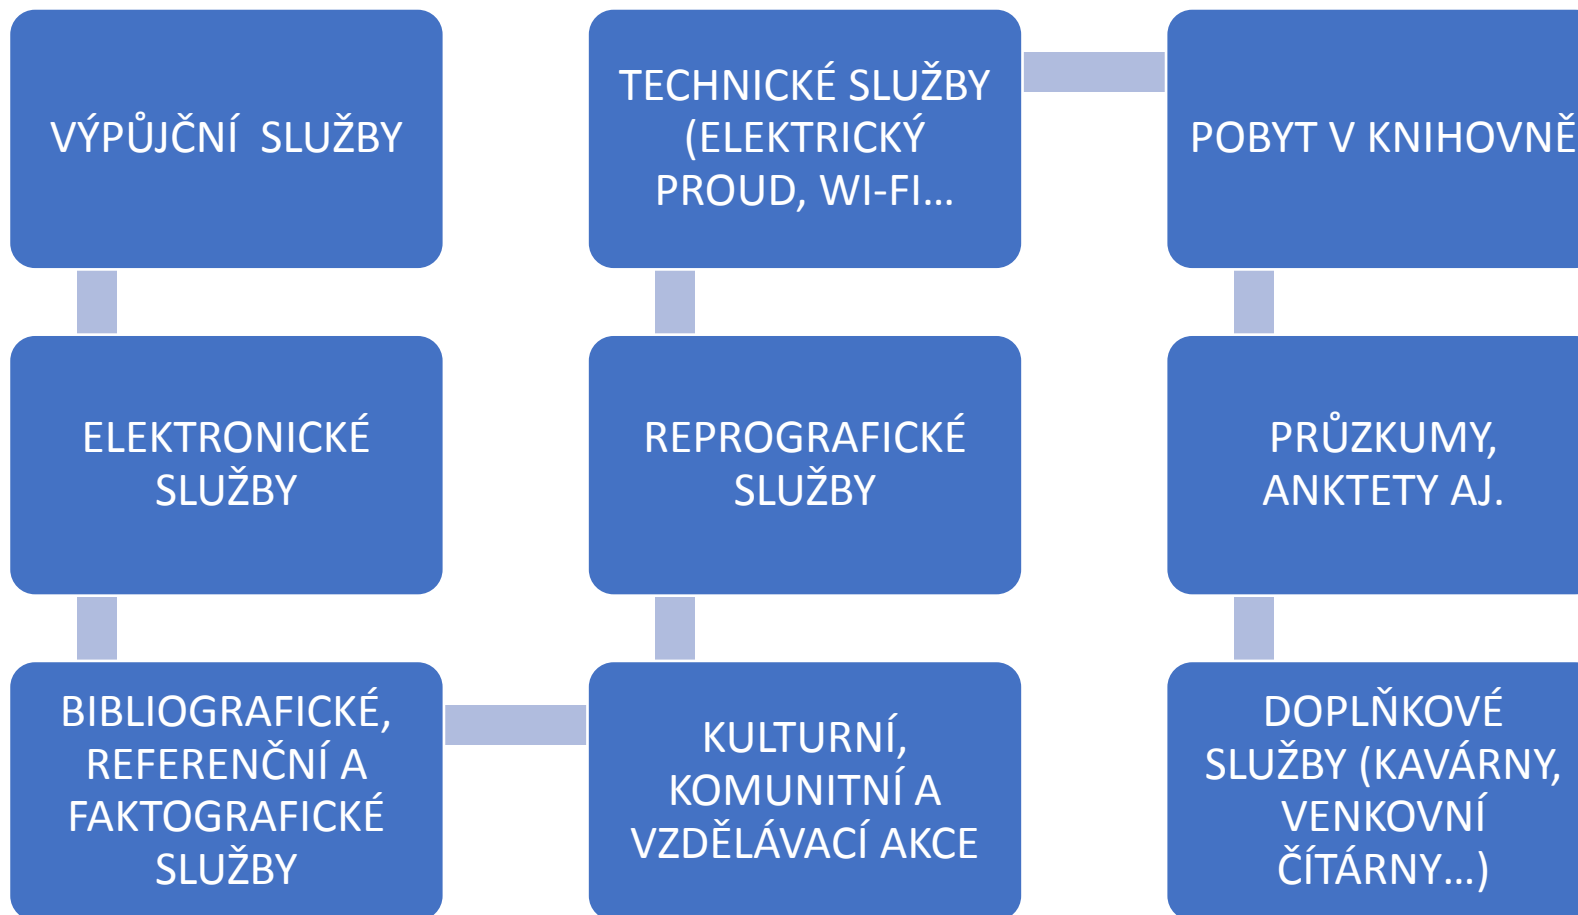 VÝPŮJČNÍ  SLUŽBY
ELEKTRONICKÉ
SLUŽBY
BIBLIOGRAFICKÉ,
REFERENČNÍ A
FAKTOGRAFICKÉ
SLUŽBY
KULTURNÍ,
KOMUNITNÍ A
VZDĚLÁVACÍ AKCE
REPROGRAFICKÉ
SLUŽBY
TECHNICKÉ SLUŽBY
(ELEKTRICKÝ
PROUD, WI-FI…
POBYT V KNIHOVNĚ
PRŮZKUMY,
ANKTETY AJ.
DOPLŇKOVÉ
SLUŽBY (KAVÁRNY,
VENKOVNÍ
ČÍTÁRNY…)